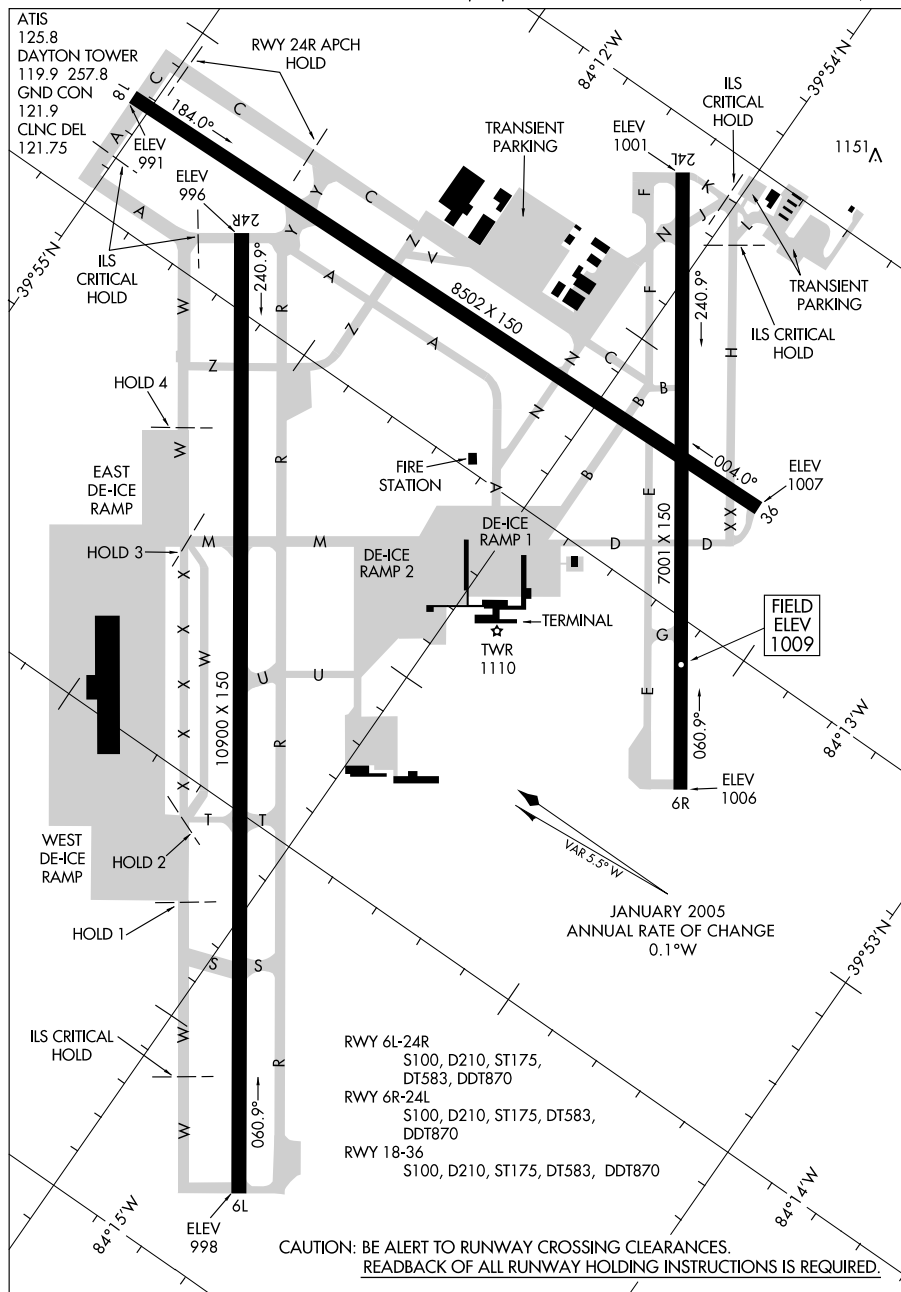 ATIS
125.8
DAYTON TOWER
119.9 257.8
GND CON
121.9
CLNC DEL
121.75
RWY 24R APCH
HOLD
84°12'W
39°54'N
ILS
CRITICAL
HOLD
1151
TRANSIENT
PARKING
ELEV
1001
24L
18
184.0°
ELEV
991
ELEV
996
24R
C
C
A
A
Y
Y
C
Z
V
F
F
N
K
J
L
39°55'N
ILS
CRITICAL
HOLD
240.9°
240.9°
TRANSIENT
PARKING
ILS CRITICAL
HOLD
8502 X 150
W
R
A
A
Z
Z
Z
N
N
C
B
B
B
H
HOLD 4
W
R
EAST
DE-ICE
RAMP
FIRE
STATION
A
004.0°
ELEV
1007
36
E
X
X
DE-ICE
RAMP 1
7001 X 150
HOLD 3
M
M
DE-ICE
RAMP 2
D
D
X
X
X
X
W
TERMINAL
TWR
1110
FIELD
ELEV
1009
G
E
U
U
10900 X 150
R
060.9°
84°13'W
ELEV
1006
6R
T
T
WEST
DE-ICE
RAMP
HOLD 2
VAR 5.5° W
HOLD 1
JANUARY 2005
ANNUAL RATE OF CHANGE
0.1°W
39°53'N
S
S
ILS CRITICAL
HOLD
W
R
W
060.9°
RWY 6L-24R
S100, D210, ST175,
DT583, DDT870
RWY 6R-24L
S100, D210, ST175, DT583,
DDT870
RWY 18-36
S100, D210, ST175, DT583, DDT870
6L
ELEV
998
84°15'W
84°14'W
CAUTION: BE ALERT TO RUNWAY CROSSING CLEARANCES.
READBACK OF ALL RUNWAY HOLDING INSTRUCTIONS IS REQUIRED.